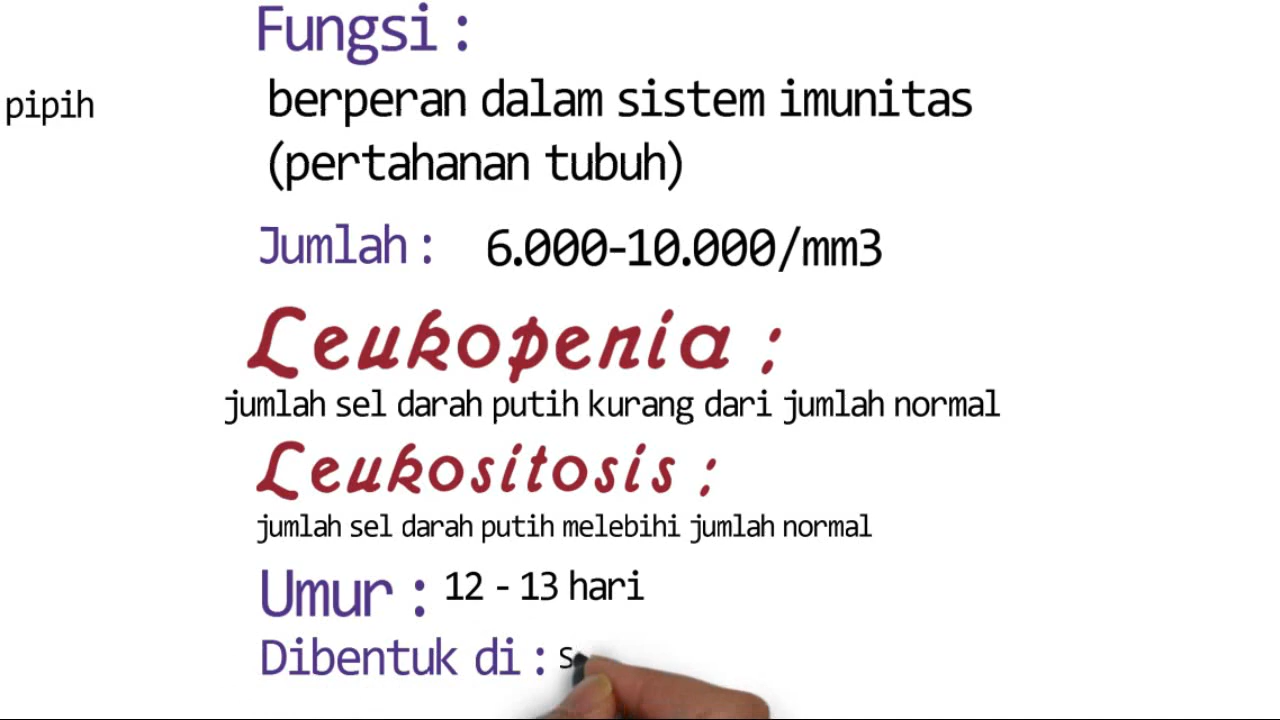 Fungsi :
pipih
berperan dalam sistem imunitas
(pertahanan tubuh)
Jumlah : 6.000-10.000/mm3
Leukopenia :
jumlah sel darah putih kurang dari jumlah normal
Leukositosis :
jumlah sel darah putih melebihi jumlah normal
Umur : 12 - 13 hari
Dibentuk di : s